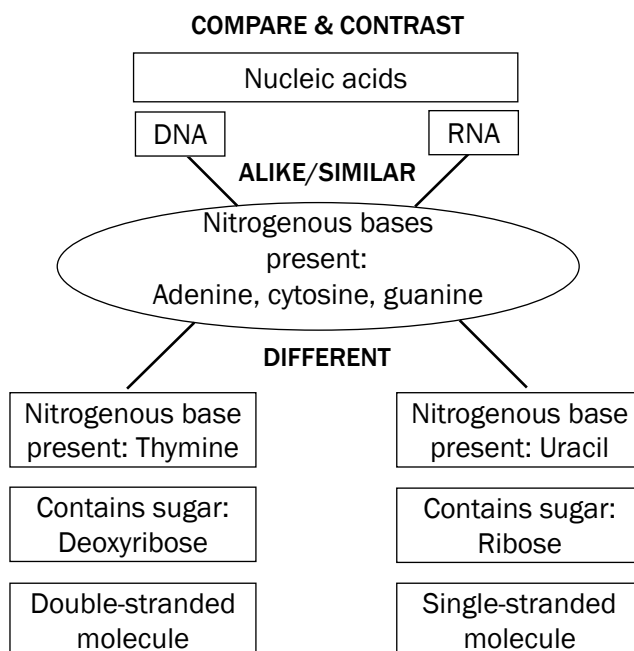 COMPARE & CONTRAST
Nucleic acids
DNA
RNA
ALIKE/SIMILAR
Nitrogenous bases
present:
Adenine, cytosine, guanine
DIFFERENT
Nitrogenous base
present: Thymine
Nitrogenous base
present: Uracil
Contains sugar:
Deoxyribose
Contains sugar:
Ribose
Double-stranded
molecule
Single-stranded
molecule